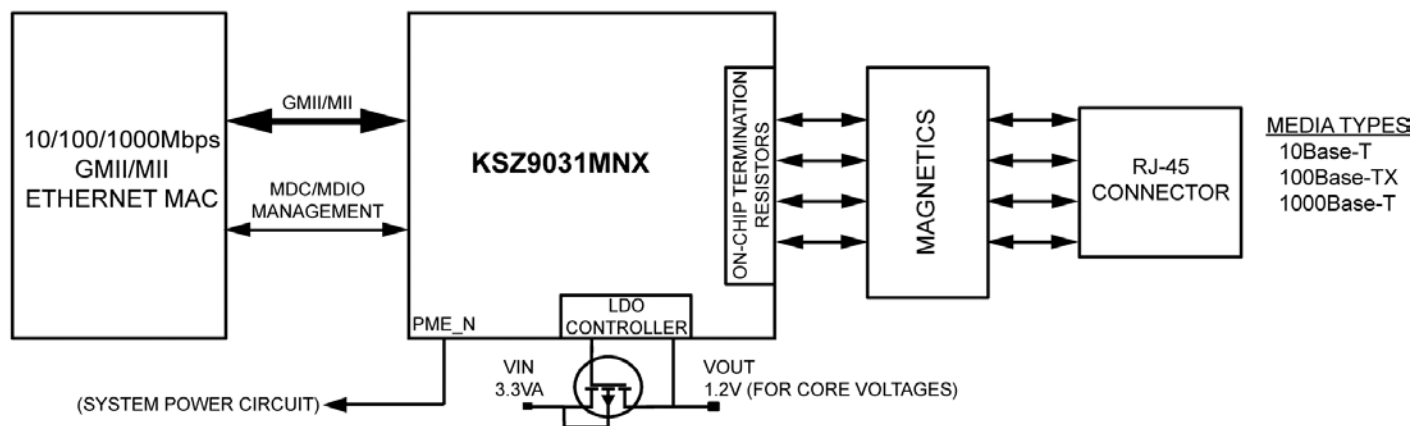 10/100/1000Mbps
GMII/MII
ETHERNET MAC
GMII/MII
MDC/MDIO
MANAGEMENT
KSZ9031MNX
ON-CHIP TERMINATION
RESISTORS
LDO
CONTROLLER
PME_N
(SYSTEM POWER CIRCUIT)
VIN
3.3VA
VOUT
1.2V (FOR CORE VOLTAGES)
MAGNETICS
RJ-45
CONNECTOR
MEDIA TYPES
10Base-T
100Base-TX
1000Base-T